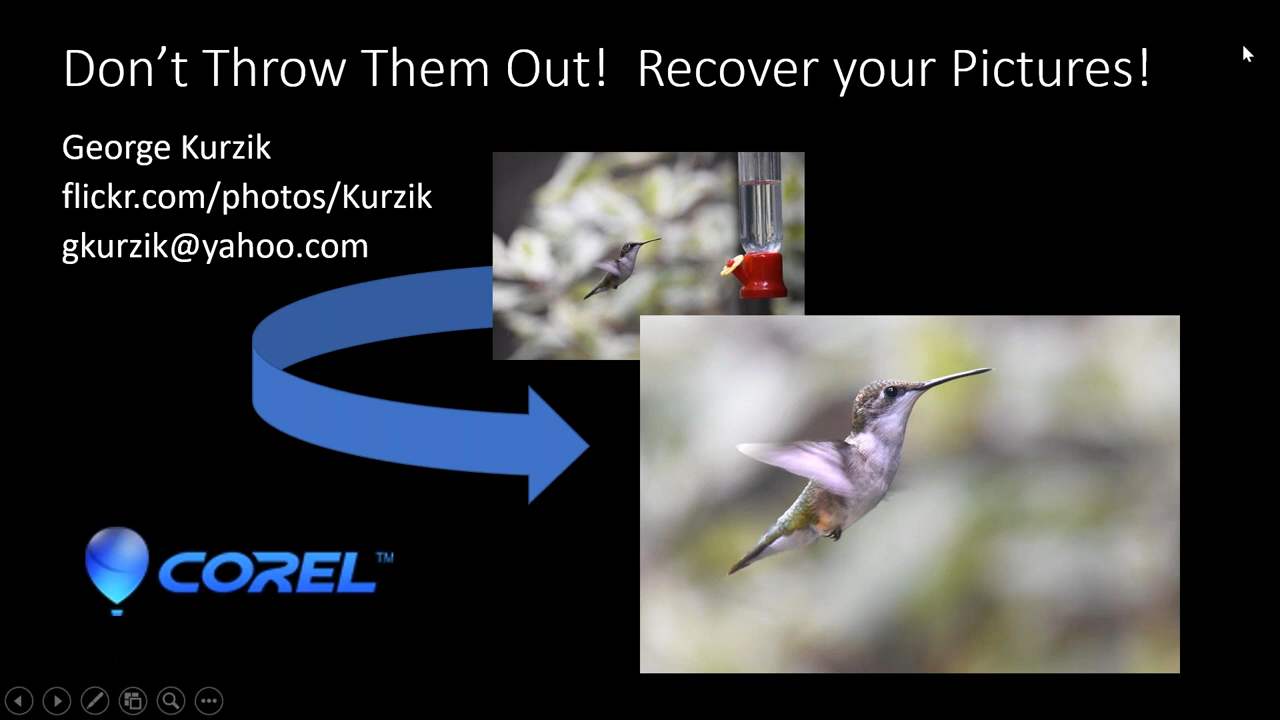 Don’t Throw Them Out!  Recover your Pictures!
George Kurzik
flickr.com/photos/Kurzik
gkurzik@yahoo.com
COREL™